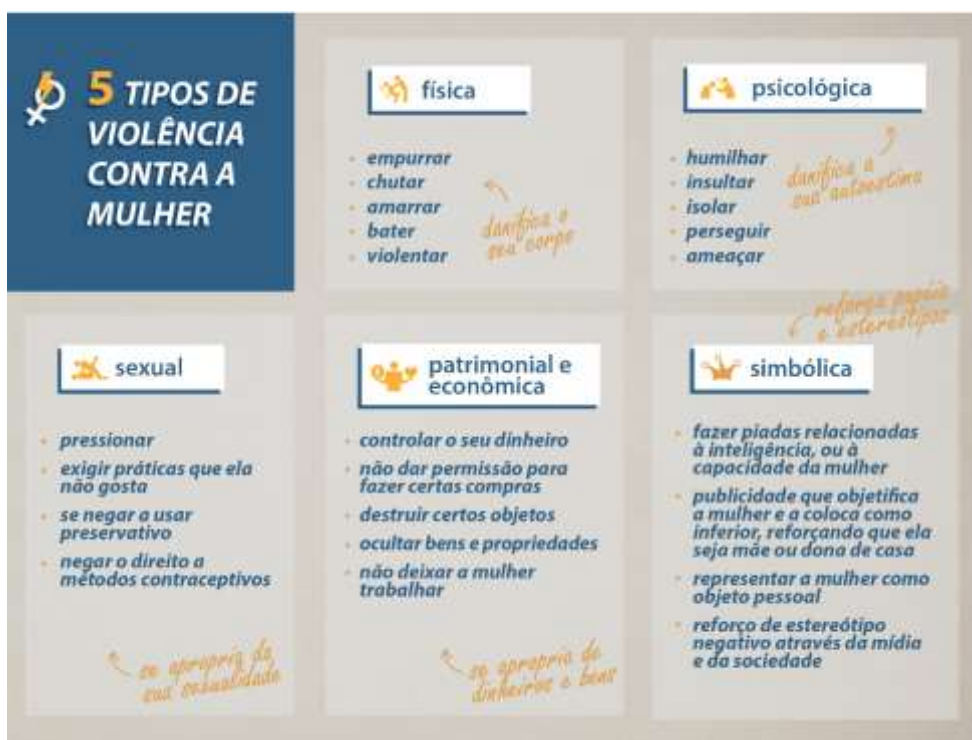 5 TIPOS DE
VIOLÊNCIA
CONTRA A
MULHER
física
empurrar
chutar
amarrar
bater
violentar
danifica o
seu corpo
psicológica
humilhar
insultar
isolar
perseguir
ameaçar
danifica a
sua autoestima
sexual
pressionar
exigir práticas que ela
não gosta
se negar a usar
preservativo
negar o direito a
métodos contraceptivos
se apropria da
sua sexualidade
patrimonial e
econômica
controlar o seu dinheiro
não dar permissão para
fazer certas compras
destruir certos objetos
ocultar bens e propriedades
não deixar a mulher
trabalhar
se apropria de
dinheiros e bens
reforça papéis
e estereótipos
simbólica
fazer piadas relacionadas
à inteligência, ou à
capacidade da mulher
publicidade que objetifica
a mulher e a coloca como
inferior, reforçando que ela
seja mãe ou dona de casa
representar a mulher como
objeto pessoal
reforço de estereótipo
negativo através da mídia
e da sociedade